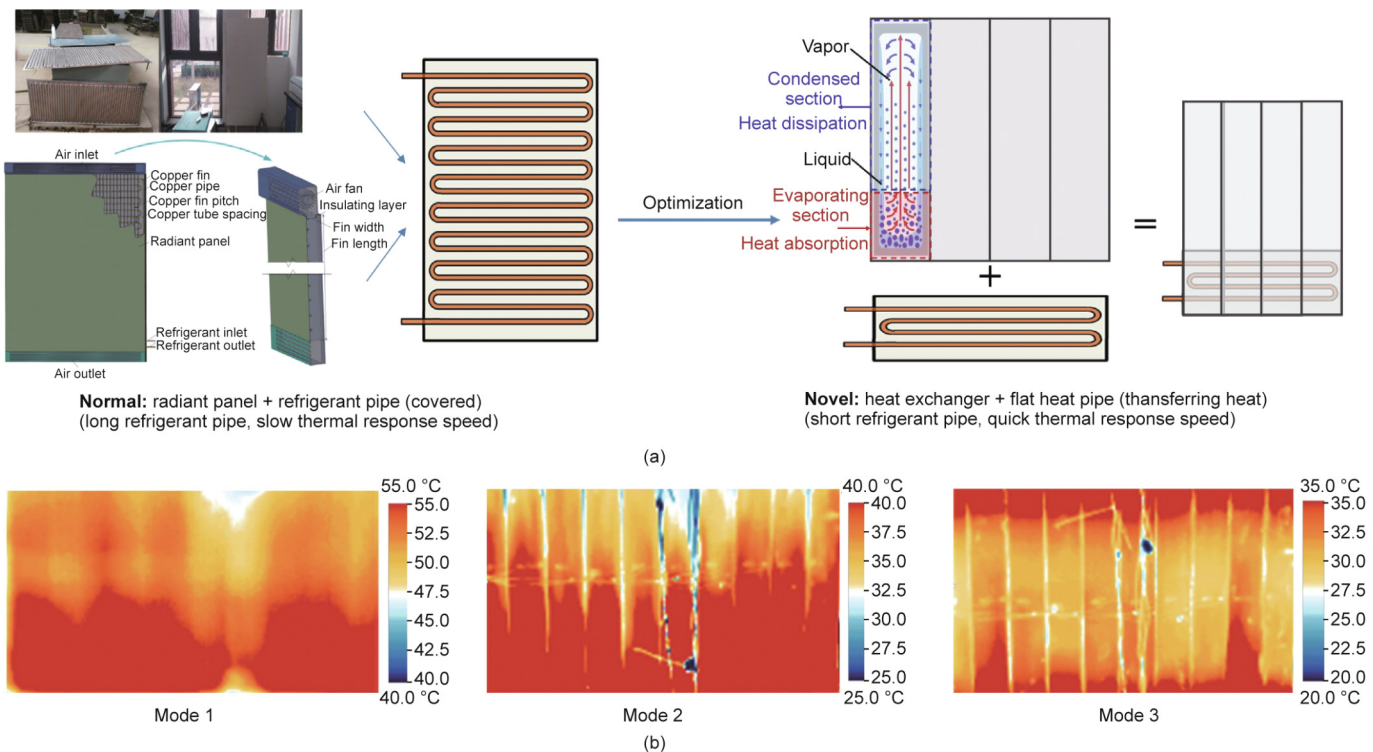 Air inlet
Copper fin
Copper pipe
Copper fin pitch
Copper tube spacing
Radiant panel
Refrigerant inlet
Refrigerant outlet
Air outlet
Air fan
Insulating layer
Fin width
Fin length
Optimization
Vapor
Condensed
section
Heat dissipation
Liquid
Evaporating
section
Heat absorption
+
=
Normal: radiant panel + refrigerant pipe (covered)
(long refrigerant pipe, slow thermal response speed)
Novel: heat exchanger + flat heat pipe (transferring heat)
(short refrigerant pipe, quick thermal response speed)
(a)
55.0 °C
55.0
52.5
50.0
47.5
45.0
42.5
40.0
40.0 °C
Mode 1
40.0 °C
40.0
37.5
35.0
32.5
30.0
27.5
25.0
25.0 °C
Mode 2
35.0 °C
35.0
32.5
30.0
27.5
25.0
22.5
20.0
20.0 °C
Mode 3
(b)